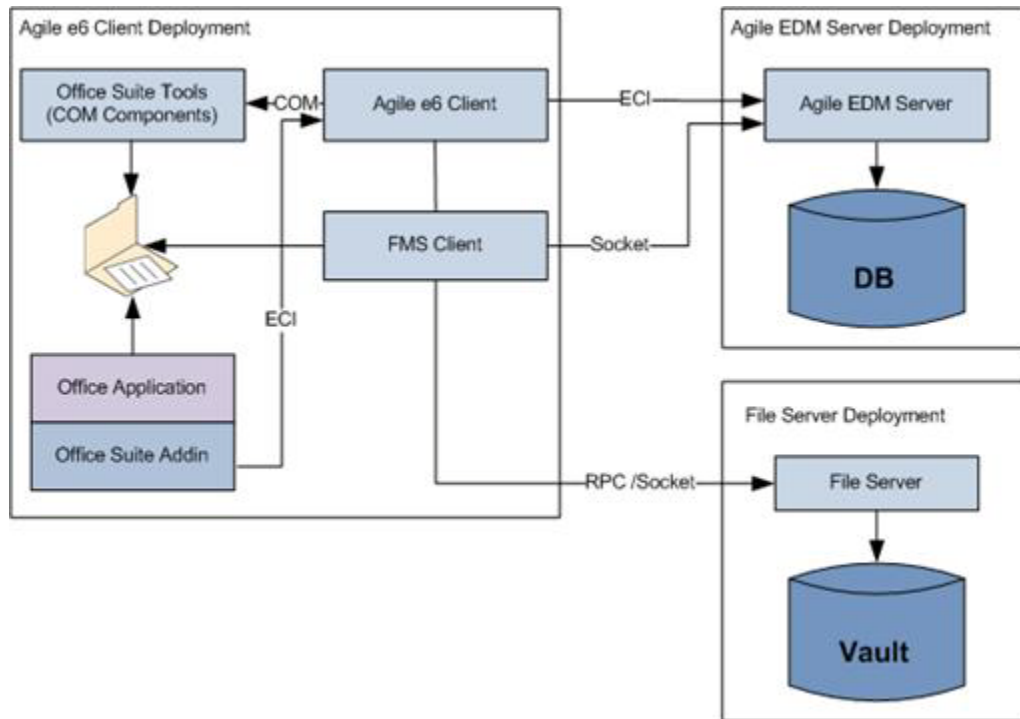 Agile e6 Client Deployment
Agile EDM Server Deployment
Office Suite Tools
(COM Components)
COM
Agile e6 Client
ECI
Agile EDM Server
FMS Client
Socket
DB
ECI
Office Application
Office Suite Addin
File Server Deployment
RPC /Socket
File Server
Vault